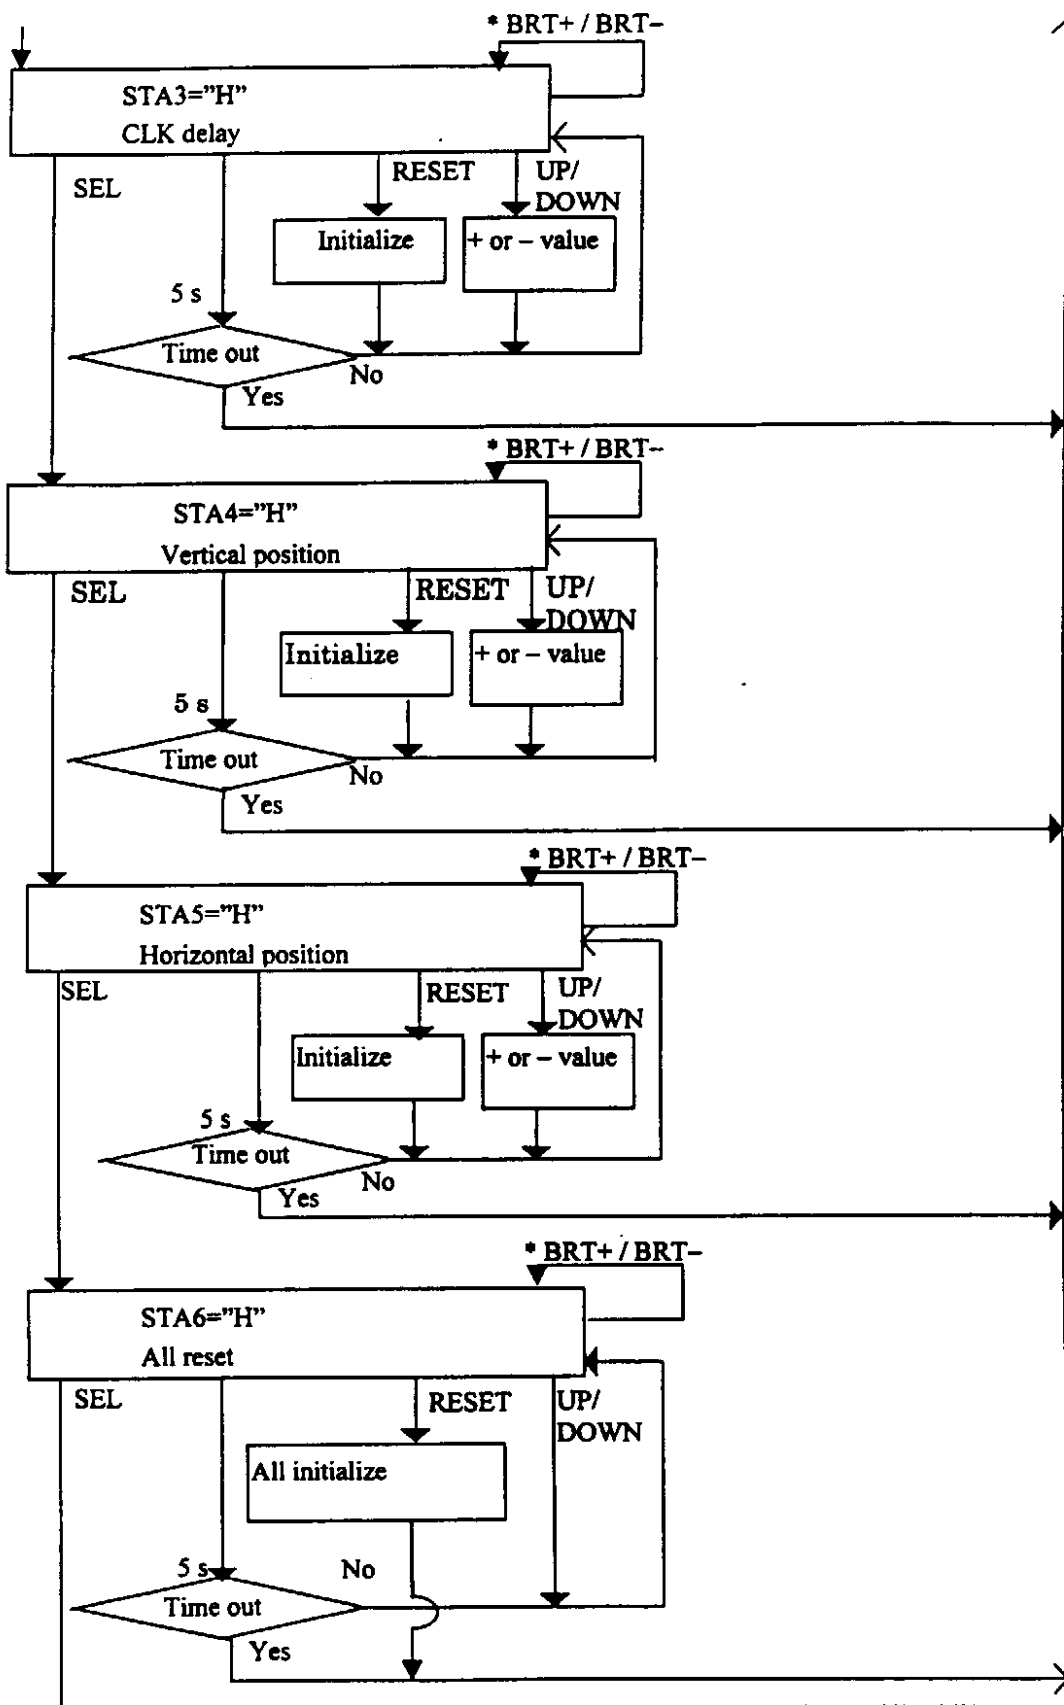 * BRT+ / BRT–
STA3="H"
CLK delay
SEL
RESET
UP/
DOWN
Initialize
+ or – value
5 s
Time out
No
Yes
* BRT+ / BRT–
STA4="H"
Vertical position
SEL
RESET
UP/
DOWN
Initialize
+ or – value
5 s
Time out
No
Yes
* BRT+ / BRT–
STA5="H"
Horizontal position
SEL
RESET
UP/
DOWN
Initialize
+ or – value
5 s
Time out
No
Yes
* BRT+ / BRT–
STA6="H"
All reset
SEL
RESET
UP/
DOWN
All initialize
5 s
No
Time out
Yes